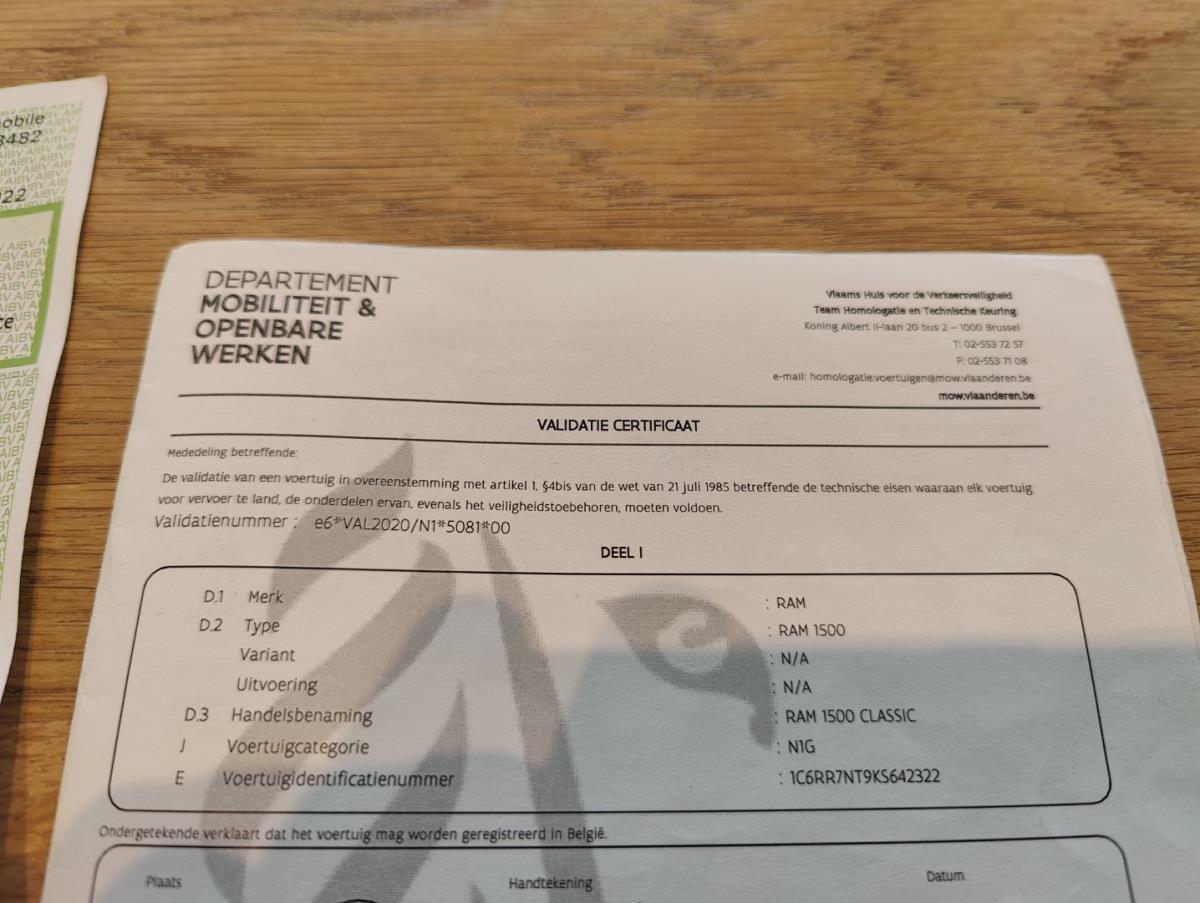 obile
3482
22
DEPARTEMENT
MOBILITEIT &
OPENBARE
WERKEN
Vlaams Huis voor de Verkeersveiligheid
Team Homologatie en Technische Keuring
Koning Albert II-laan 20 bus 2 – 1000 Brussel
T: 02-553 72 57
F: 02-553 71 08
e-mail: homologatie.voertuigen@mow.vlaanderen.be
mow.vlaanderen.be
VALIDATIE CERTIFICAAT
Mededeling betreffende:
De validatie van een voertuig in overeenstemming met artikel 1, §4bis van de wet van 21 juli 1985 betreffende de technische eisen waaraan elk voertuig
voor vervoer te land, de onderdelen ervan, evenals het veiligheidstoebehoren, moeten voldoen.
Validatienummer : e6*VAL2020/N1*5081*00
DEEL I
D.1 Merk : RAM
D.2 Type : RAM 1500
Variant : N/A
Uitvoering : N/A
D.3 Handelsbenaming : RAM 1500 CLASSIC
J Voertuigcategorie : N1G
E Voertuigidentificatienummer : 1C6RR7NT9KS642322
Ondergetekende verklaart dat het voertuig mag worden geregistreerd in België.
Plaats Handtekening Datum